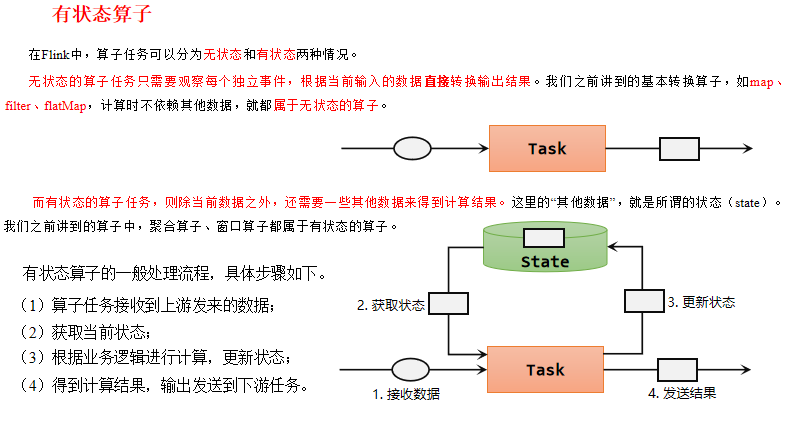 有状态算子
在Flink中，算子任务可以分为无状态和有状态两种情况。
无状态的算子任务只需要观察每个独立事件，根据当前输入的数据直接转换输出结果。我们之前讲到的基本转换算子，如map、
filter、flatMap，计算时不依赖其他数据，就都属于无状态的算子。
Task
而有状态的算子任务，则除当前数据之外，还需要一些其他数据来得到计算结果。这里的“其他数据”，就是所谓的状态（state）。
我们之前讲到的算子中，聚合算子、窗口算子都属于有状态的算子。
State
有状态算子的一般处理流程，具体步骤如下。
（1）算子任务接收到上游发来的数据；
2. 获取状态
3. 更新状态
（2）获取当前状态；
（3）根据业务逻辑进行计算，更新状态；
Task
（4）得到计算结果，输出发送到下游任务。
1. 接收数据
4. 发送结果